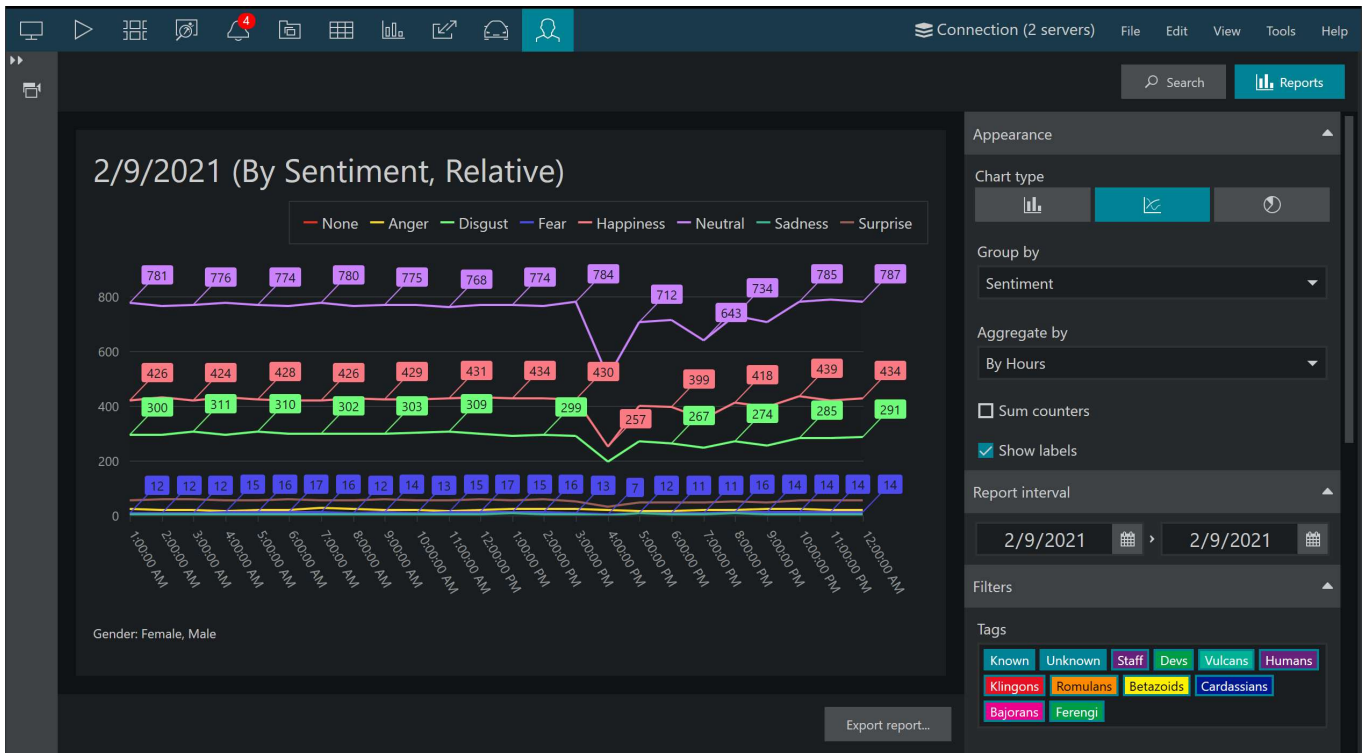 4
Connection (2 servers) File Edit View Tools Help
Search Reports
2/9/2021 (By Sentiment, Relative)
None Anger Disgust Fear Happiness Neutral Sadness Surprise
781 776 774 780 775 768 774 784 712 643 734 785 787
426 424 428 426 429 431 434 430 257 399 418 439 434
300 311 310 302 303 309 299 267 274 285 291
12 12 12 15 16 17 16 12 14 13 15 17 15 16 13 7 12 11 11 16 14 14 14 14
800
600
400
200
0
1:00:00 AM 2:00:00 AM 3:00:00 AM 4:00:00 AM 5:00:00 AM 6:00:00 AM 7:00:00 AM 8:00:00 AM 9:00:00 AM 10:00:00 AM 11:00:00 AM 12:00:00 PM 1:00:00 PM 2:00:00 PM 3:00:00 PM 4:00:00 PM 5:00:00 PM 6:00:00 PM 7:00:00 PM 8:00:00 PM 9:00:00 PM 10:00:00 PM 11:00:00 PM 12:00:00 AM
Gender: Female, Male
Export report...
Appearance
Chart type
Group by
Sentiment
Aggregate by
By Hours
Sum counters
Show labels
Report interval
2/9/2021 › 2/9/2021
Filters
Tags
Known Unknown Staff Devs Vulcans Humans
Klingons Romulans Betazoids Cardassians
Bajorans Ferengi